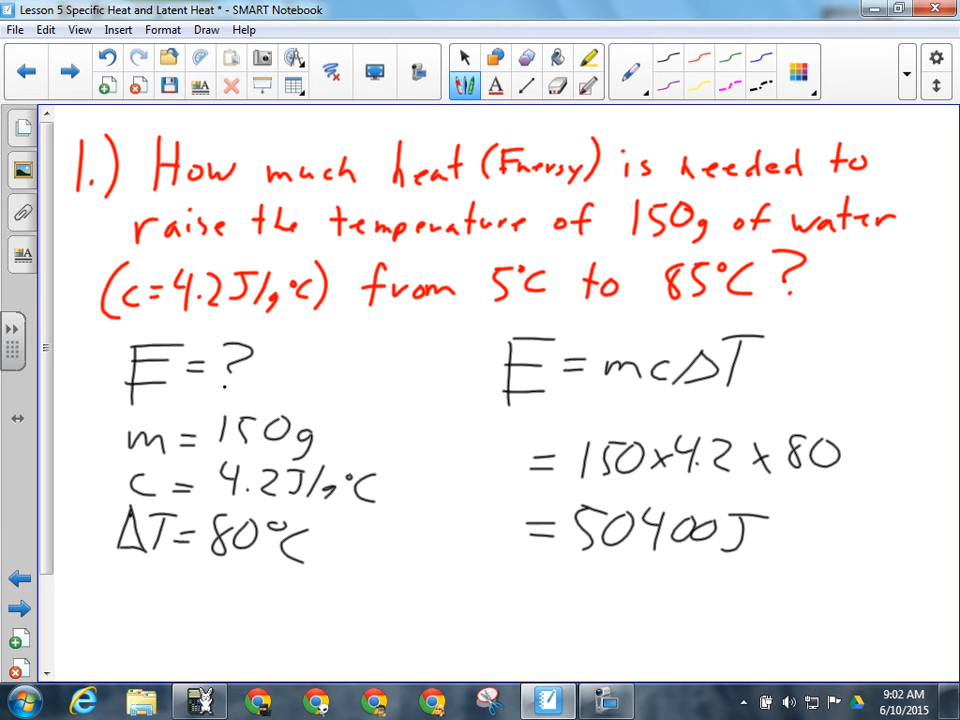 Lesson 5 Specific Heat and Latent Heat * - SMART Notebook
File Edit View Insert Format Draw Help
1.) How much heat (Energy) is needed to
raise the temperature of 150g of water
(c=4.2J/g°C) from 5°C to 85°C?
E = ?
m = 150g
c = 4.2J/g°C
ΔT = 80°C
E = mcΔT
= 150 x 4.2 x 80
= 50400J
9:02 AM
6/10/2015